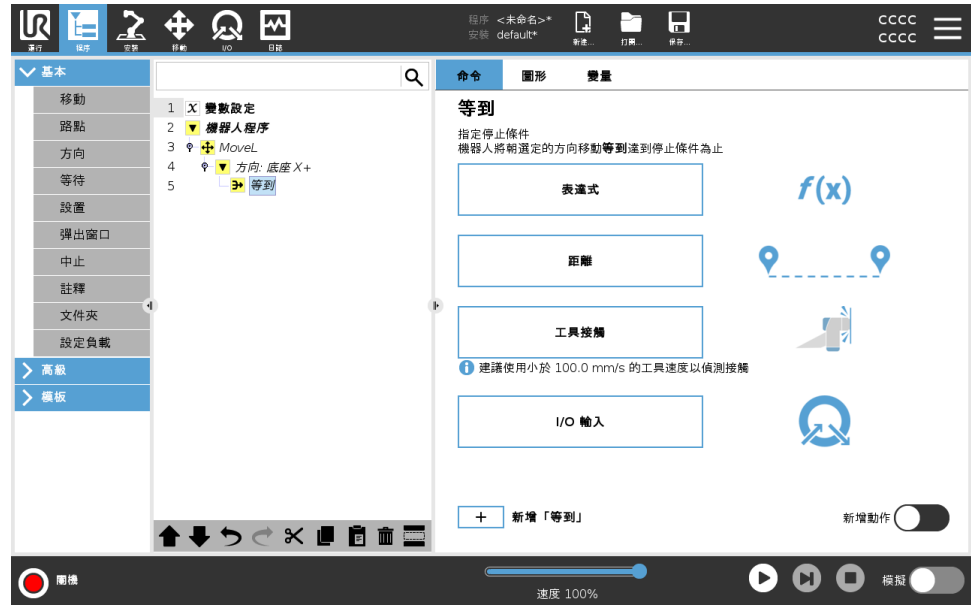 UR
運行
程序
安裝
移動
I/O
日誌
程序 <未命名>*
安裝 default*
新建...
打開...
保存...
cccc
cccc
基本
移動
路點
方向
等待
設置
彈出窗口
中止
註釋
文件夾
設定負載
高級
模板
1 X 變數設定
2 機器人程序
3 MoveL
4 方向: 底座 X+
5 等到
命令 圖形 變量
等到
指定停止條件
機器人將朝選定的方向移動等到達到停止條件為止
表達式
f(x)
距離
工具接觸
建議使用小於 100.0 mm/s 的工具速度以偵測接觸
I/O 輸入
+ 新增「等到」
新增動作
關機
速度 100%
模擬